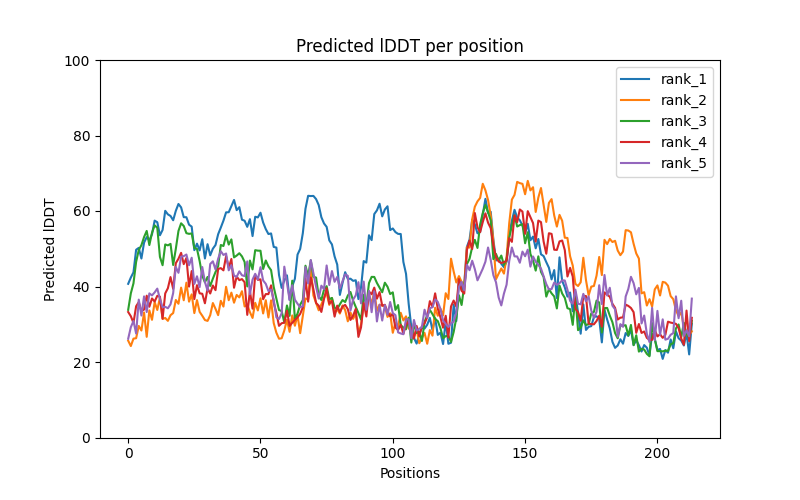 Predicted lDDT per position
100
80
60
40
20
0
Predicted lDDT
0 50 100 150 200
Positions
rank_1
rank_2
rank_3
rank_4
rank_5